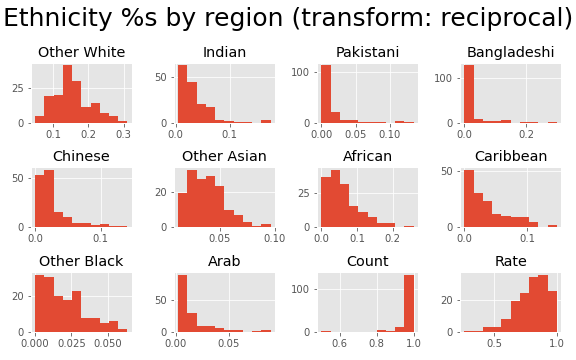 Ethnicity %s by region (transform: reciprocal)
Other White
Indian
Pakistani
Bangladeshi
25
0
0.1 0.2 0.3
50
0
0.0 0.1
100
0
0.00 0.05 0.10
100
0
0.0 0.2
Chinese
Other Asian
African
Caribbean
50
0
0.0 0.1
20
0
0.05 0.10
25
0
0.0 0.1 0.2
50
0
0.0 0.1
Other Black
Arab
Count
Rate
20
0
0.000 0.025 0.050
50
0
0.00 0.05
100
0
0.6 0.8 1.0
20
0
0.5 1.0